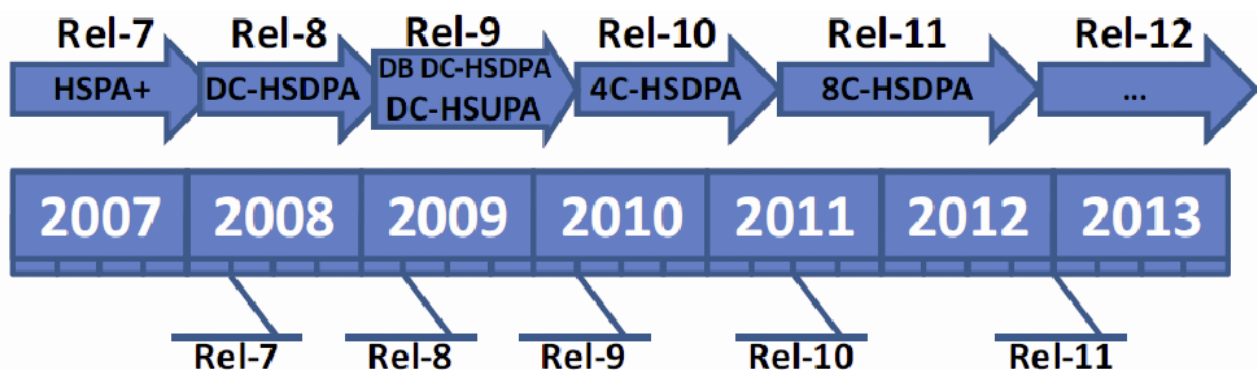 Rel-7 Rel-8 Rel-9 Rel-10 Rel-11 Rel-12
HSPA+ DC-HSDPA DB DC-HSDPA DC-HSUPA 4C-HSDPA 8C-HSDPA ...
2007 2008 2009 2010 2011 2012 2013
Rel-7 Rel-8 Rel-9 Rel-10 Rel-11